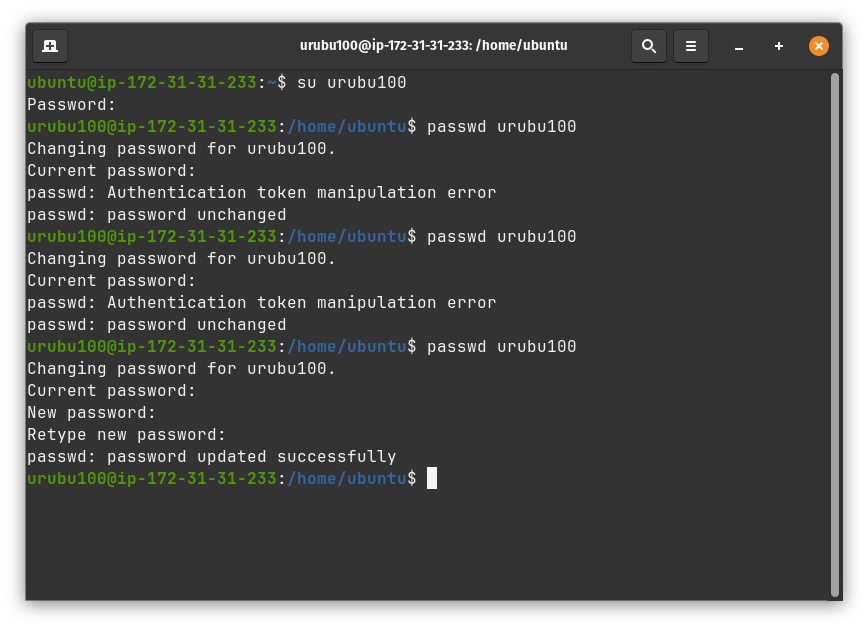 urubu100@ip-172-31-31-233: /home/ubuntu
ubuntu@ip-172-31-31-233:~$ su urubu100
Password:
urubu100@ip-172-31-31-233:/home/ubuntu$ passwd urubu100
Changing password for urubu100.
Current password:
passwd: Authentication token manipulation error
passwd: password unchanged
urubu100@ip-172-31-31-233:/home/ubuntu$ passwd urubu100
Changing password for urubu100.
Current password:
passwd: Authentication token manipulation error
passwd: password unchanged
urubu100@ip-172-31-31-233:/home/ubuntu$ passwd urubu100
Changing password for urubu100.
Current password:
New password:
Retype new password:
passwd: password updated successfully
urubu100@ip-172-31-31-233:/home/ubuntu$